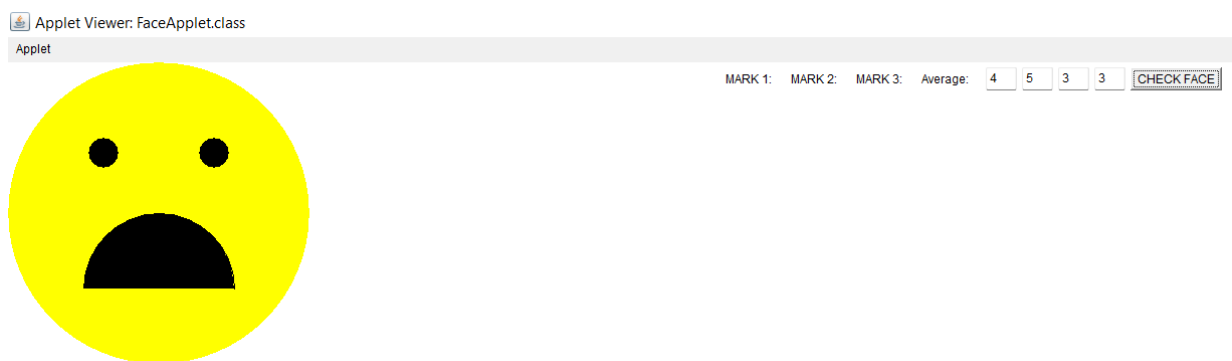 Applet Viewer: FaceApplet.class
Applet
MARK 1: MARK 2: MARK 3: Average: 4 5 3 3 CHECK FACE